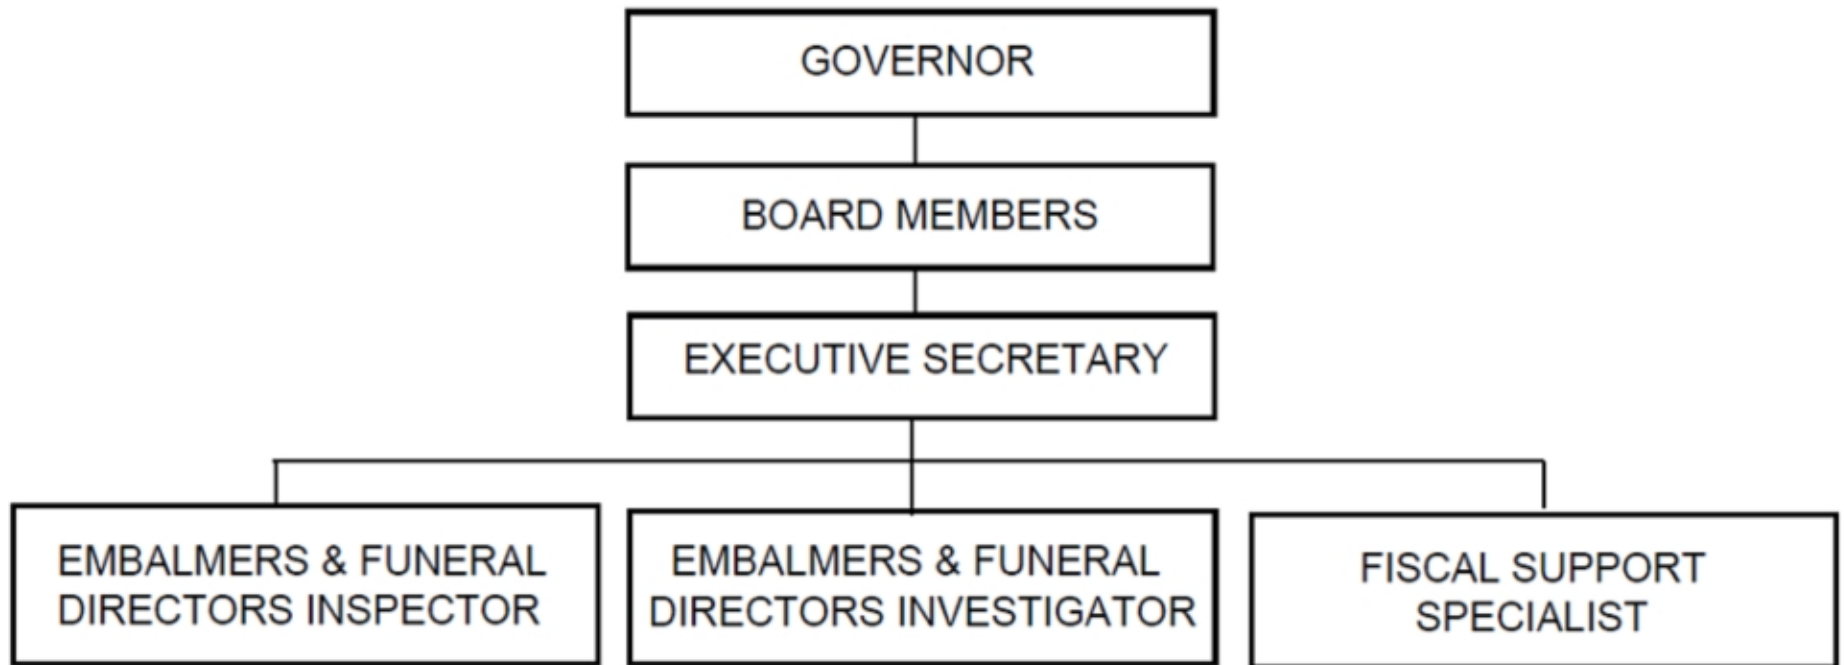 GOVERNOR
BOARD MEMBERS
EXECUTIVE SECRETARY
EMBALMERS & FUNERAL
DIRECTORS INSPECTOR
EMBALMERS & FUNERAL
DIRECTORS INVESTIGATOR
FISCAL SUPPORT
SPECIALIST